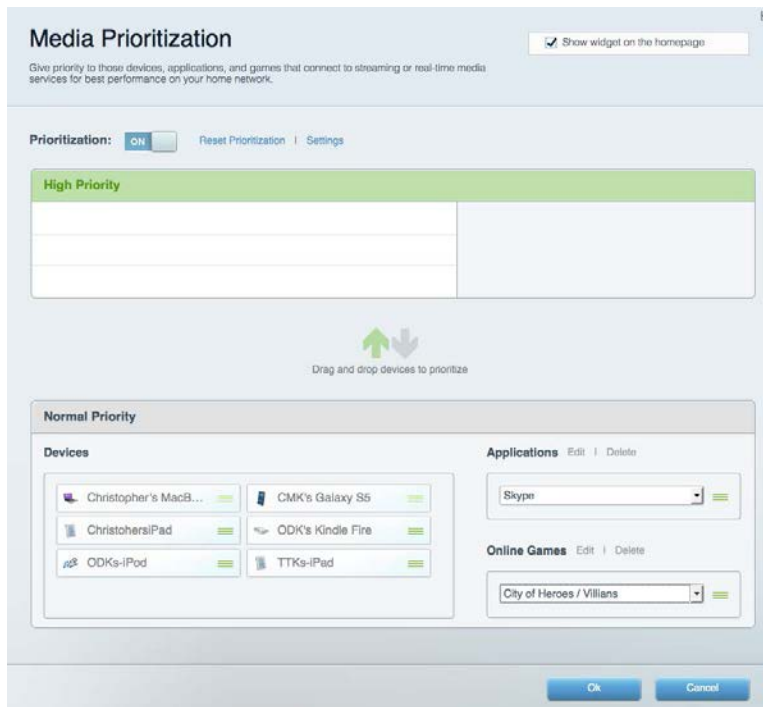 Media Prioritization
Show widget on the homepage
Give priority to those devices, applications, and games that connect to streaming or real-time media
services for best performance on your home network.
Prioritization: ON Reset Prioritization | Settings
High Priority
Drag and drop devices to prioritize
Normal Priority
Devices
Applications Edit | Delete
Christopher's MacB... CMK's Galaxy S5
Skype
ChristohersiPad ODK's Kindle Fire
ODKs-iPod TTKs-iPad
Online Games Edit | Delete
City of Heroes / Villians
Ok Cancel